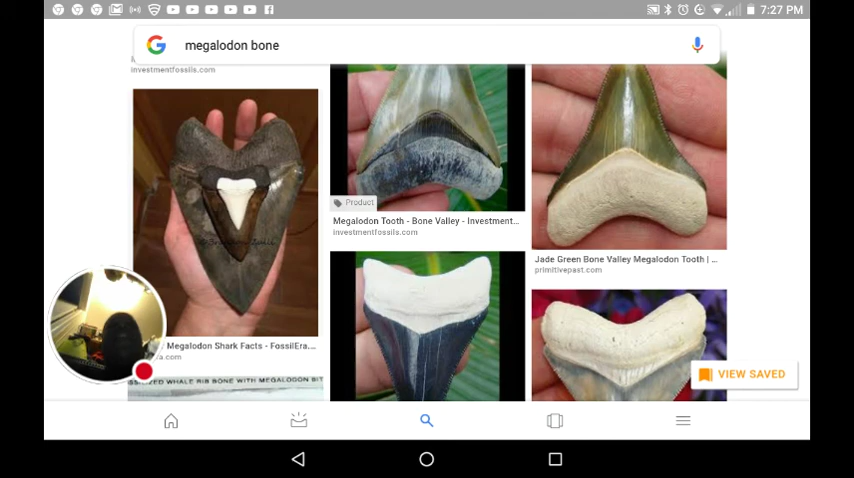 7:27 PM
megalodon bone
investmentfossils.com
Product
Megalodon Tooth - Bone Valley - Investment...
investmentfossils.com
Jade Green Bone Valley Megalodon Tooth | ...
primitivepast.com
Megalodon Shark Facts - FossilEra....
WHALE RIB BONE WITH MEGALODON BIT
VIEW SAVED